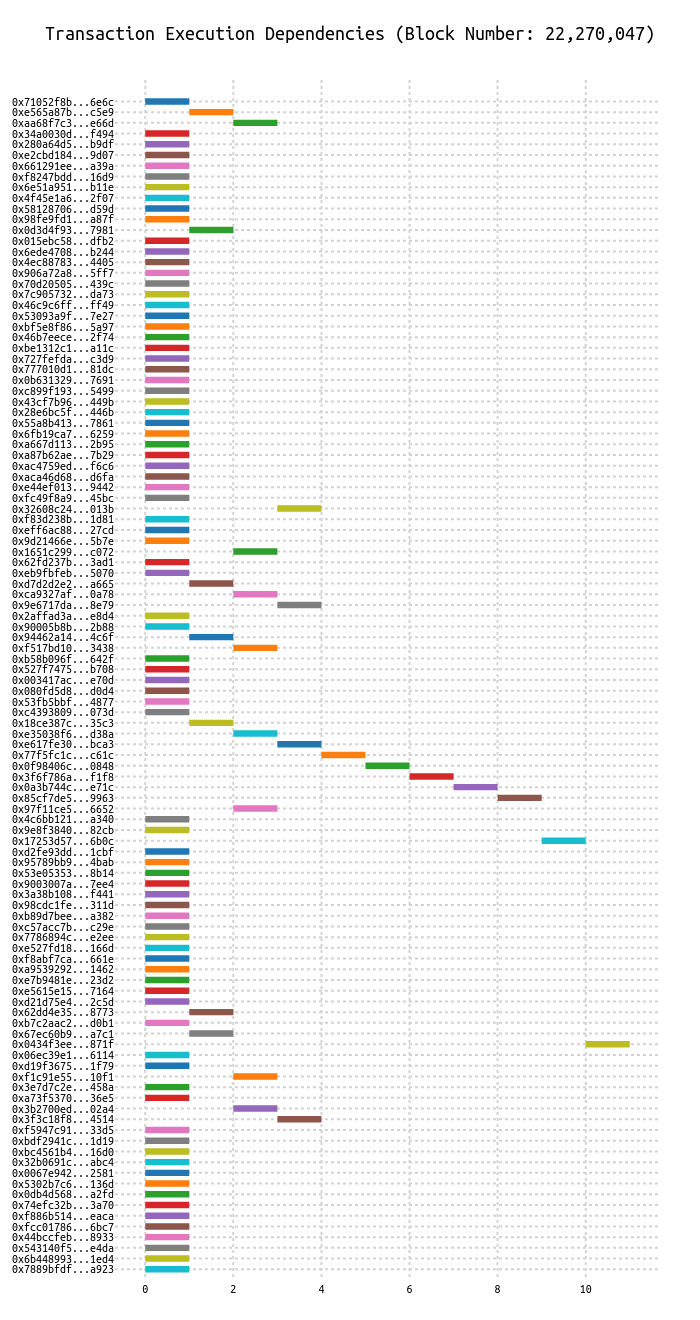 Transaction Execution Dependencies (Block Number: 22,270,047)
0x71052f8b...6e6c
0xe565a87b...c5e9
0xaa68f7c3...e66d
0x34a0030d...f494
0x280a64d5...b9df
0xe2cbd184...9d07
0x661291ee...a39a
0xf8247bdd...16d9
0x6e51a951...b11e
0x4f45e1a6...2f07
0x58128706...d59d
0x98fe9fd1...a87f
0x0d3d4f93...7981
0x015ebc58...dfb2
0x6ede4708...b244
0x4ec88783...4405
0x906a72a8...5ff7
0x70d20505...439c
0x7c905732...da73
0x46c9c6ff...ff49
0x53093a9f...7e27
0xbf5e8f86...5a97
0x46b7eece...2f74
0xbe1312c1...a11c
0x727fefda...c3d9
0x777010d1...81dc
0x0b631329...7691
0xc899f193...5499
0x43cf7b96...449b
0x28e6bc5f...446b
0x55a8b413...7861
0x6fb19ca7...6259
0xa667d113...2b95
0xa87b62ae...7b29
0xac4759ed...f6c6
0xaca46d68...d6fa
0xe44ef013...9442
0xfc49f8a9...45bc
0x32608c24...013b
0xf83d238b...1d81
0xeff6ac88...27cd
0x9d21466e...5b7e
0x1651c299...c072
0x62fd237b...3ad1
0xeb9fbfeb...5070
0xd7d2d2e2...a665
0xca9327af...0a78
0x9e6717da...8e79
0x2affad3a...e8d4
0x90005b8b...2b88
0x94462a14...4c6f
0xf517bd10...3438
0xb58b096f...642f
0x527f7475...b708
0x003417ac...e70d
0x080fd5d8...d0d4
0x53fb5bbf...4877
0xc4393809...073d
0x18ce387c...35c3
0xe35038f6...d38a
0xe617fe30...bca3
0x77f5fc1c...c61c
0x0f98406c...0848
0x3f6f786a...f1f8
0x0a3b744c...e71c
0x85cf7de5...9963
0x97f11ce5...6652
0x4c6bb121...a340
0x9e8f3840...82cb
0x17253d57...6b0c
0xd2fe93dd...1cbf
0x95789bb9...4bab
0x53e05353...8b14
0x9003007a...7ee4
0x3a38b108...f441
0x98cdc1fe...311d
0xb89d7bee...a382
0xc57acc7b...c29e
0x7786894c...e2ee
0xe527fd18...166d
0xf8abf7ca...661e
0xa9539292...1462
0xe7b9481e...23d2
0xe5615e15...7164
0xd21d75e4...2c5d
0x62dd4e35...8773
0xb7c2aac2...d0b1
0x67ec60b9...a7c1
0x0434f3ee...871f
0x06ec39e1...6114
0xd19f3675...1f79
0xf1c91e55...10f1
0x3e7d7c2e...458a
0xa73f5370...36e5
0x3b2700ed...02a4
0x3f3c18f8...4514
0xf5947c91...33d5
0xbdf2941c...1d19
0xbc4561b4...16d0
0x32b0691c...abc4
0x0067e942...2581
0x5302b7c6...136d
0x0db4d568...a2fd
0x74efc32b...3a70
0xf886b514...eaca
0xfcc01786...6bc7
0x44bccfeb...8933
0x543140f5...e4da
0x6b448993...1ed4
0x7889bfdf...a923
0 2 4 6 8 10